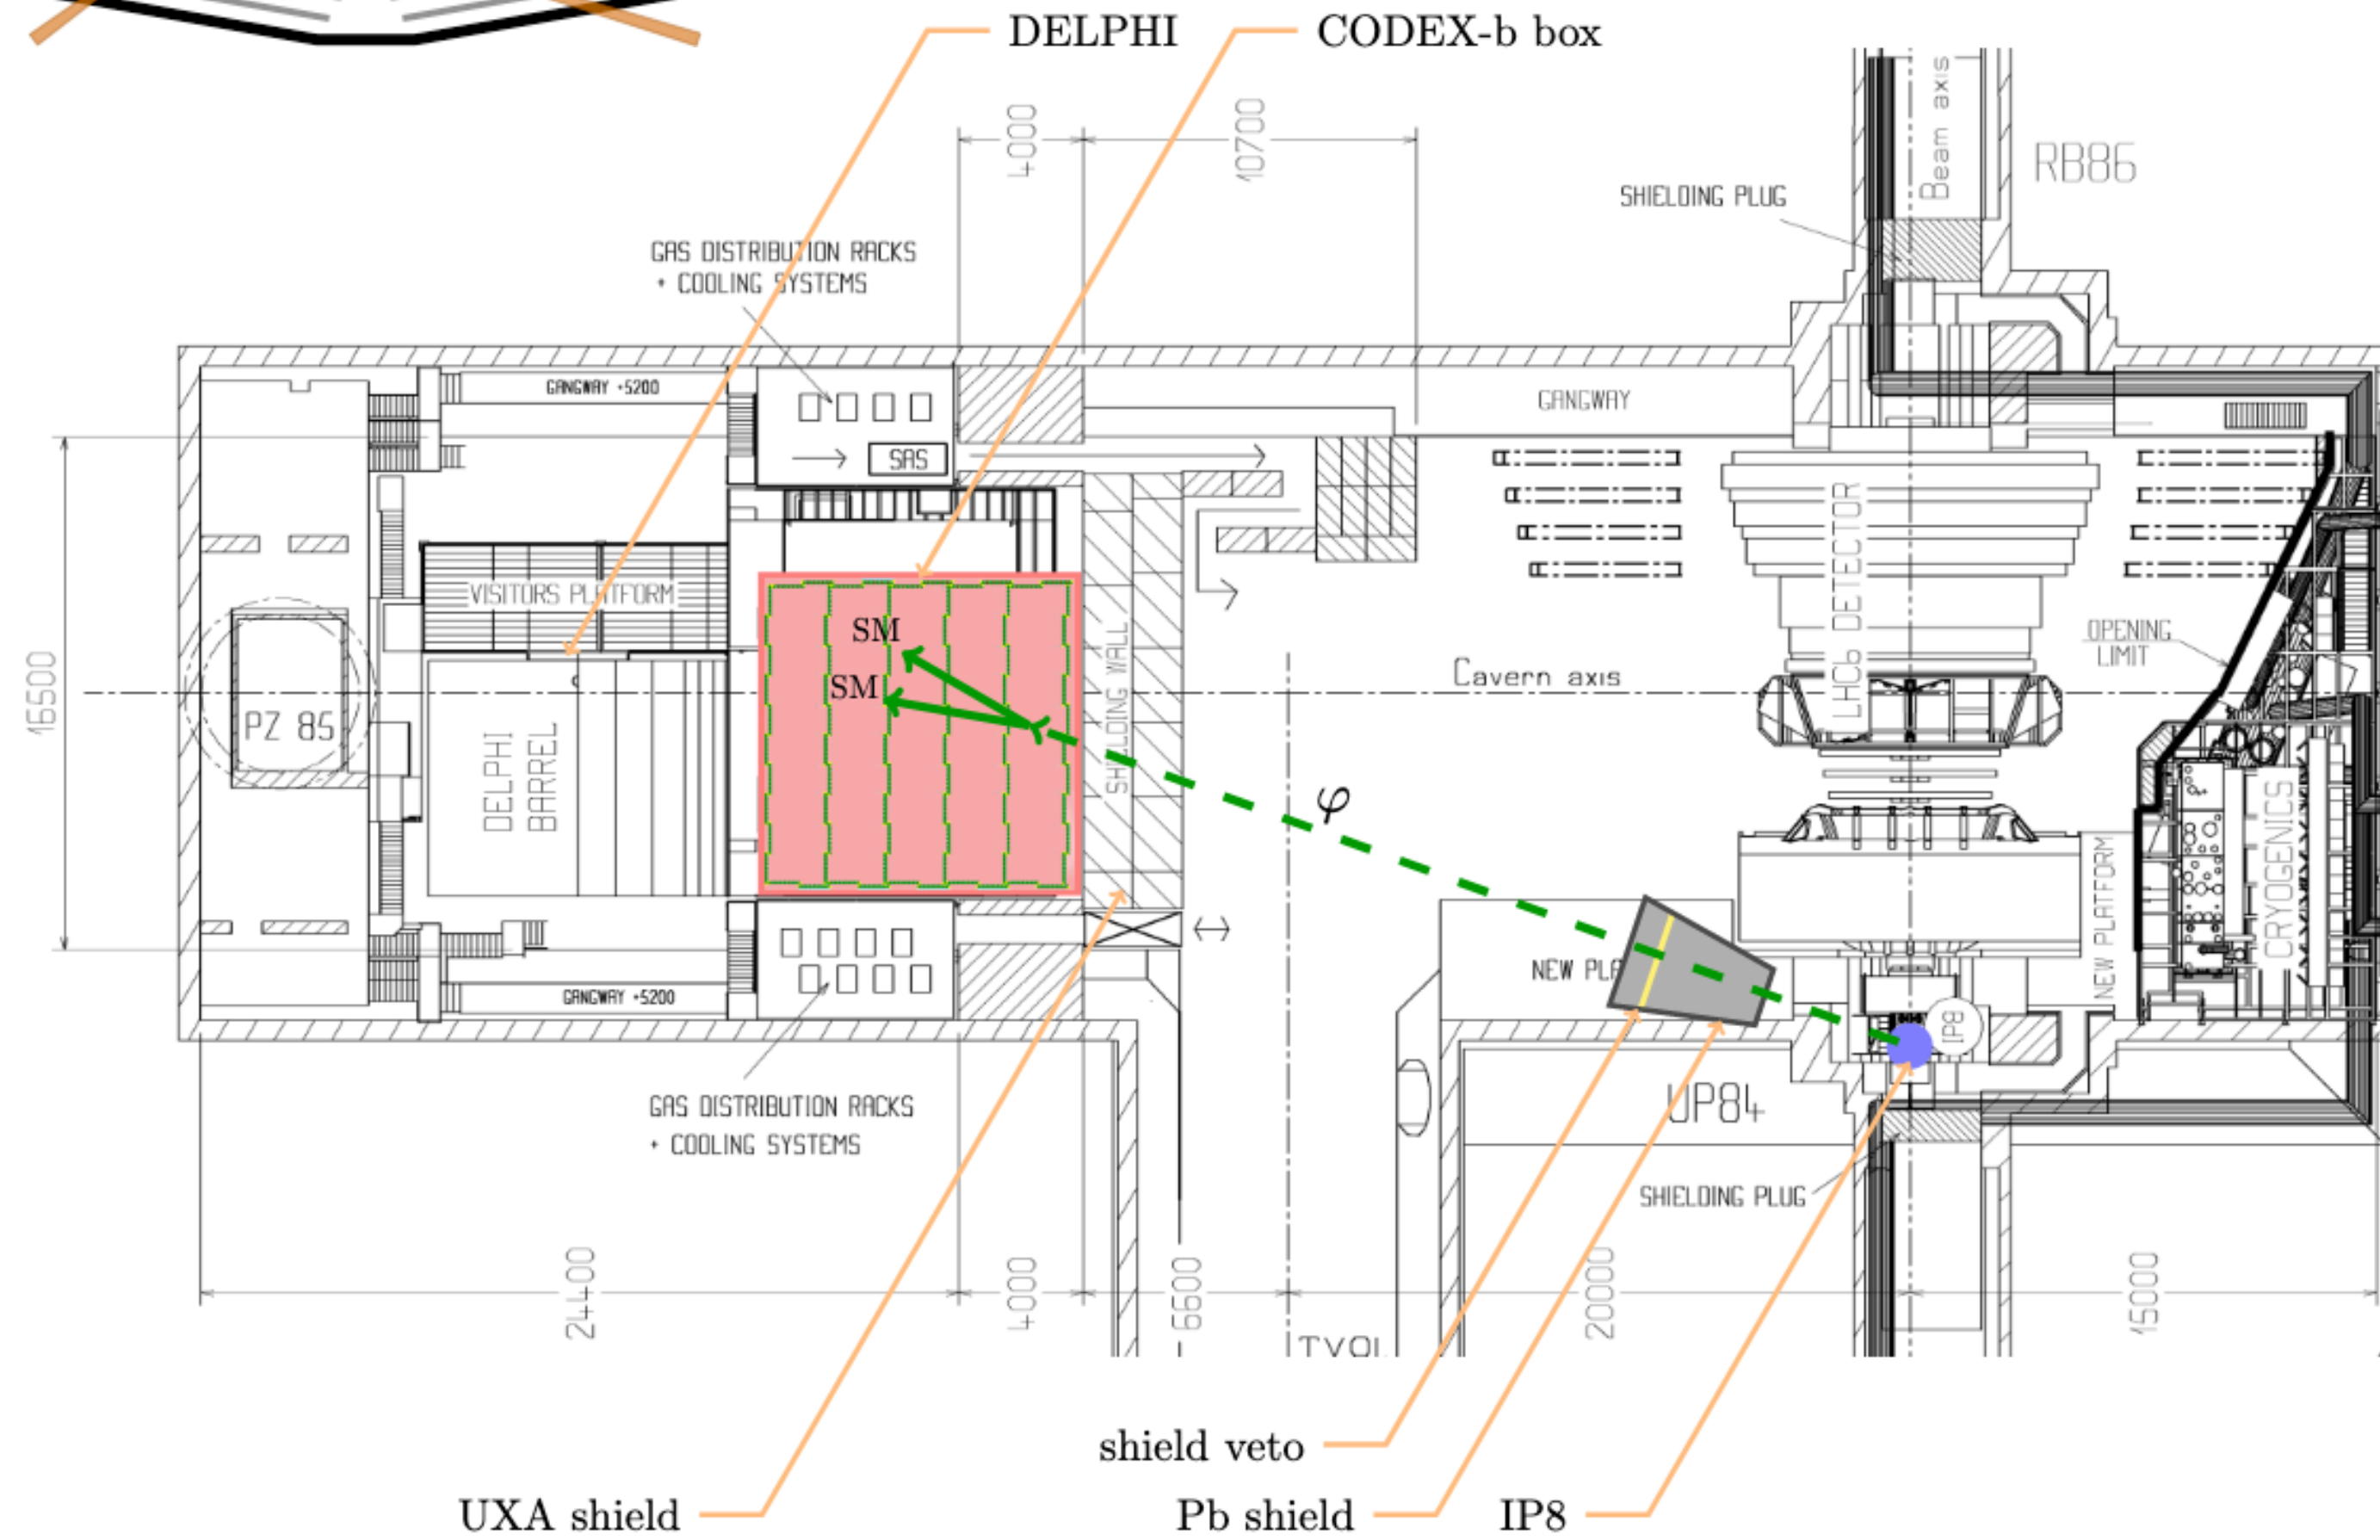 DELPHI
CODEX-b box
Beam axis
RB86
4000
10700
SHIELDING PLUG
GAS DISTRIBUTION RACKS
+ COOLING SYSTEMS
GANGWAY +5200
GANGWAY
SAS
LHCb DETECTOR
VISITORS PLATFORM
SM
SM
SHIELDING WALL
OPENING
LIMIT
Cavern axis
16500
PZ 85
DELPHI
BARREL
φ
NEW PLATFORM
CRYOGENICS
NEW PLA
GANGWAY +5200
IP8
GAS DISTRIBUTION RACKS
+ COOLING SYSTEMS
UP84
SHIELDING PLUG
24400
4000
6600
20000
15000
shield veto
UXA shield
Pb shield
IP8